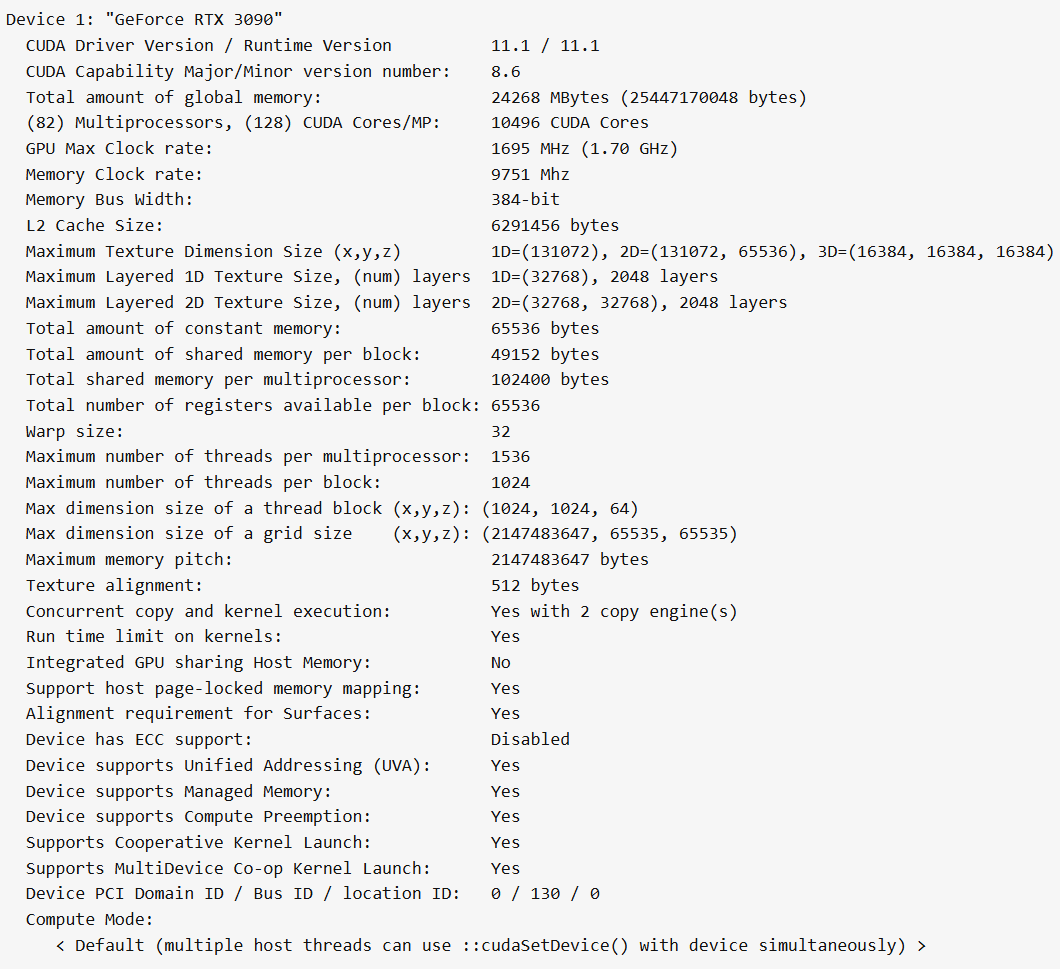 Device 1: "GeForce RTX 3090"
CUDA Driver Version / Runtime Version 11.1 / 11.1
CUDA Capability Major/Minor version number: 8.6
Total amount of global memory: 24268 MBytes (25447170048 bytes)
(82) Multiprocessors, (128) CUDA Cores/MP: 10496 CUDA Cores
GPU Max Clock rate: 1695 MHz (1.70 GHz)
Memory Clock rate: 9751 Mhz
Memory Bus Width: 384-bit
L2 Cache Size: 6291456 bytes
Maximum Texture Dimension Size (x,y,z) 1D=(131072), 2D=(131072, 65536), 3D=(16384, 16384, 16384)
Maximum Layered 1D Texture Size, (num) layers 1D=(32768), 2048 layers
Maximum Layered 2D Texture Size, (num) layers 2D=(32768, 32768), 2048 layers
Total amount of constant memory: 65536 bytes
Total amount of shared memory per block: 49152 bytes
Total shared memory per multiprocessor: 102400 bytes
Total number of registers available per block: 65536
Warp size: 32
Maximum number of threads per multiprocessor: 1536
Maximum number of threads per block: 1024
Max dimension size of a thread block (x,y,z): (1024, 1024, 64)
Max dimension size of a grid size (x,y,z): (2147483647, 65535, 65535)
Maximum memory pitch: 2147483647 bytes
Texture alignment: 512 bytes
Concurrent copy and kernel execution: Yes with 2 copy engine(s)
Run time limit on kernels: Yes
Integrated GPU sharing Host Memory: No
Support host page-locked memory mapping: Yes
Alignment requirement for Surfaces: Yes
Device has ECC support: Disabled
Device supports Unified Addressing (UVA): Yes
Device supports Managed Memory: Yes
Device supports Compute Preemption: Yes
Supports Cooperative Kernel Launch: Yes
Supports MultiDevice Co-op Kernel Launch: Yes
Device PCI Domain ID / Bus ID / location ID: 0 / 130 / 0
Compute Mode:
< Default (multiple host threads can use ::cudaSetDevice() with device simultaneously) >